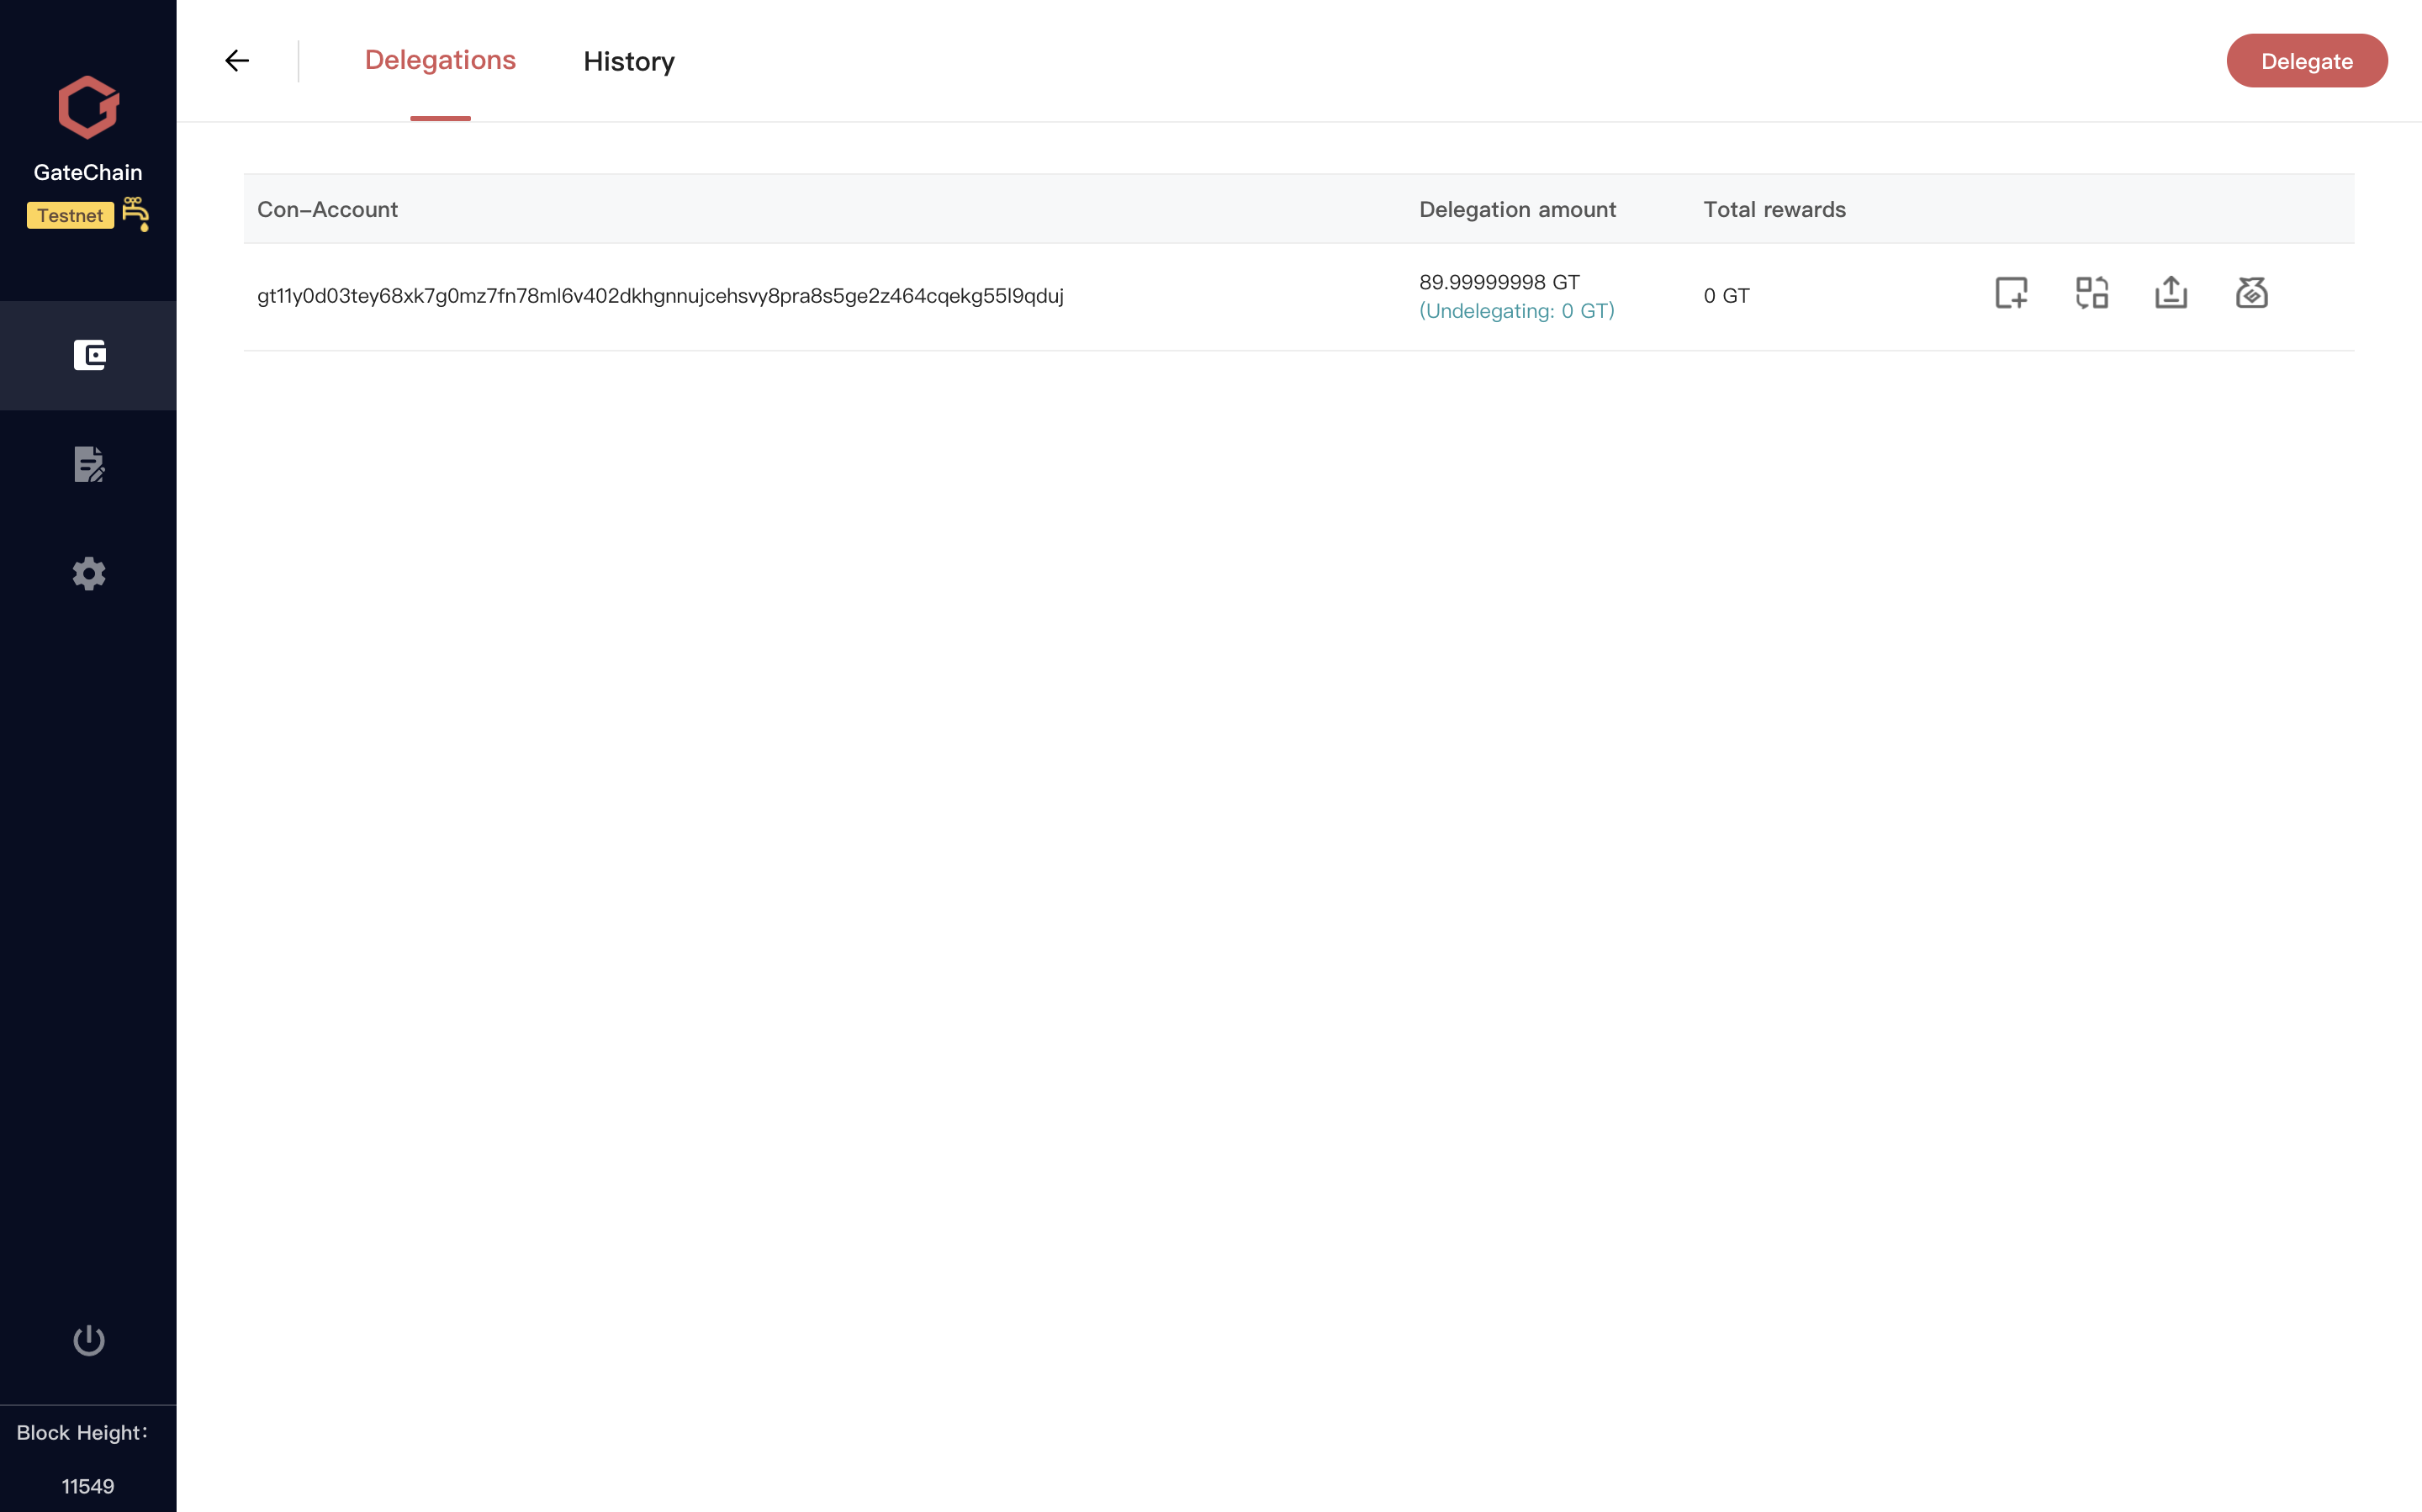 GateChain
Testnet
Delegations
History
Delegate
Con-Account
Delegation amount
Total rewards
gt11y0d03tey68xk7g0mz7fn78ml6v402dkhgnnujcehsvy8pra8s5ge2z464cqekg55l9qduj
89.99999998 GT
(Undelegating: 0 GT)
0 GT
Block Height:
11549